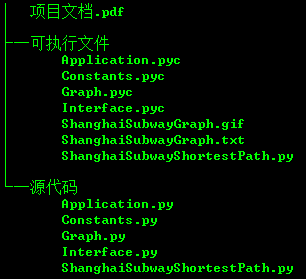 项目文档.pdf
可执行文件
Application.pyc
Constants.pyc
Graph.pyc
Interface.pyc
ShanghaiSubwayGraph.gif
ShanghaiSubwayGraph.txt
ShanghaiSubwayShortestPath.py
源代码
Application.py
Constants.py
Graph.py
Interface.py
ShanghaiSubwayShortestPath.py